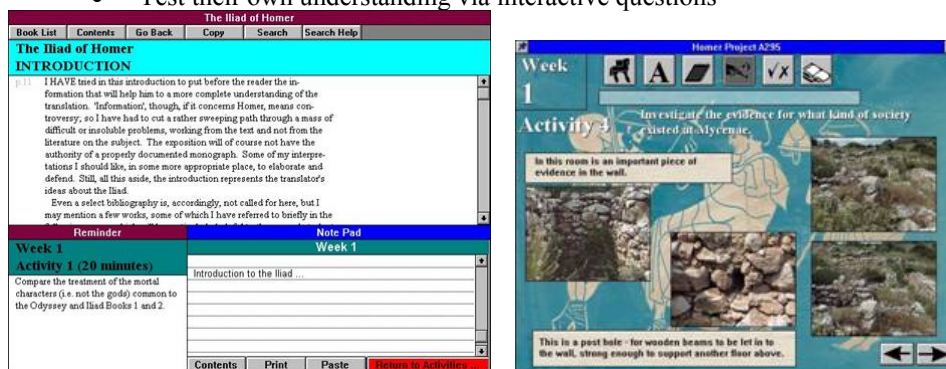 • Test their own understanding via interactive questions
The Iliad of Homer
Book List Contents Go Back Copy Search Search Help
The Iliad of Homer
INTRODUCTION
p.11 I HAVE tried in this introduction to put before the reader the in-
formation that will help him to a more complete understanding of the
translation. 'Information', though, if it concerns Homer, means con-
troversy; so I have had to cut a rather sweeping path through a mass of
difficult or insoluble problems, working from the text and not from the
literature on the subject. The exposition will of course not have the
authority of a properly documented monograph. Some of my interpre-
tations I should like, in some more appropriate place, to elaborate and
defend. Still, all this aside, the introduction represents the translator's
ideas about the Iliad.
Even a select bibliography is, accordingly, not called for here, but I
may mention a few works, some of which I have referred to briefly in the
Reminder
Week 1
Activity 1 (20 minutes)
Compare the treatment of the mortal
characters (i.e. not the gods) common to
the Odyssey and Iliad Books 1 and 2.
Note Pad
Week 1
Introduction to the Iliad ...
Contents Print Paste Return to Activities ...
Homer Project A295
Week
1
A
√x
Activity 4
Investigate the evidence for what kind of society
existed at Mycenae.
In this room is an important piece of
evidence in the wall.
This is a post hole - for wooden beams to be let in to
the wall, strong enough to support another floor above.